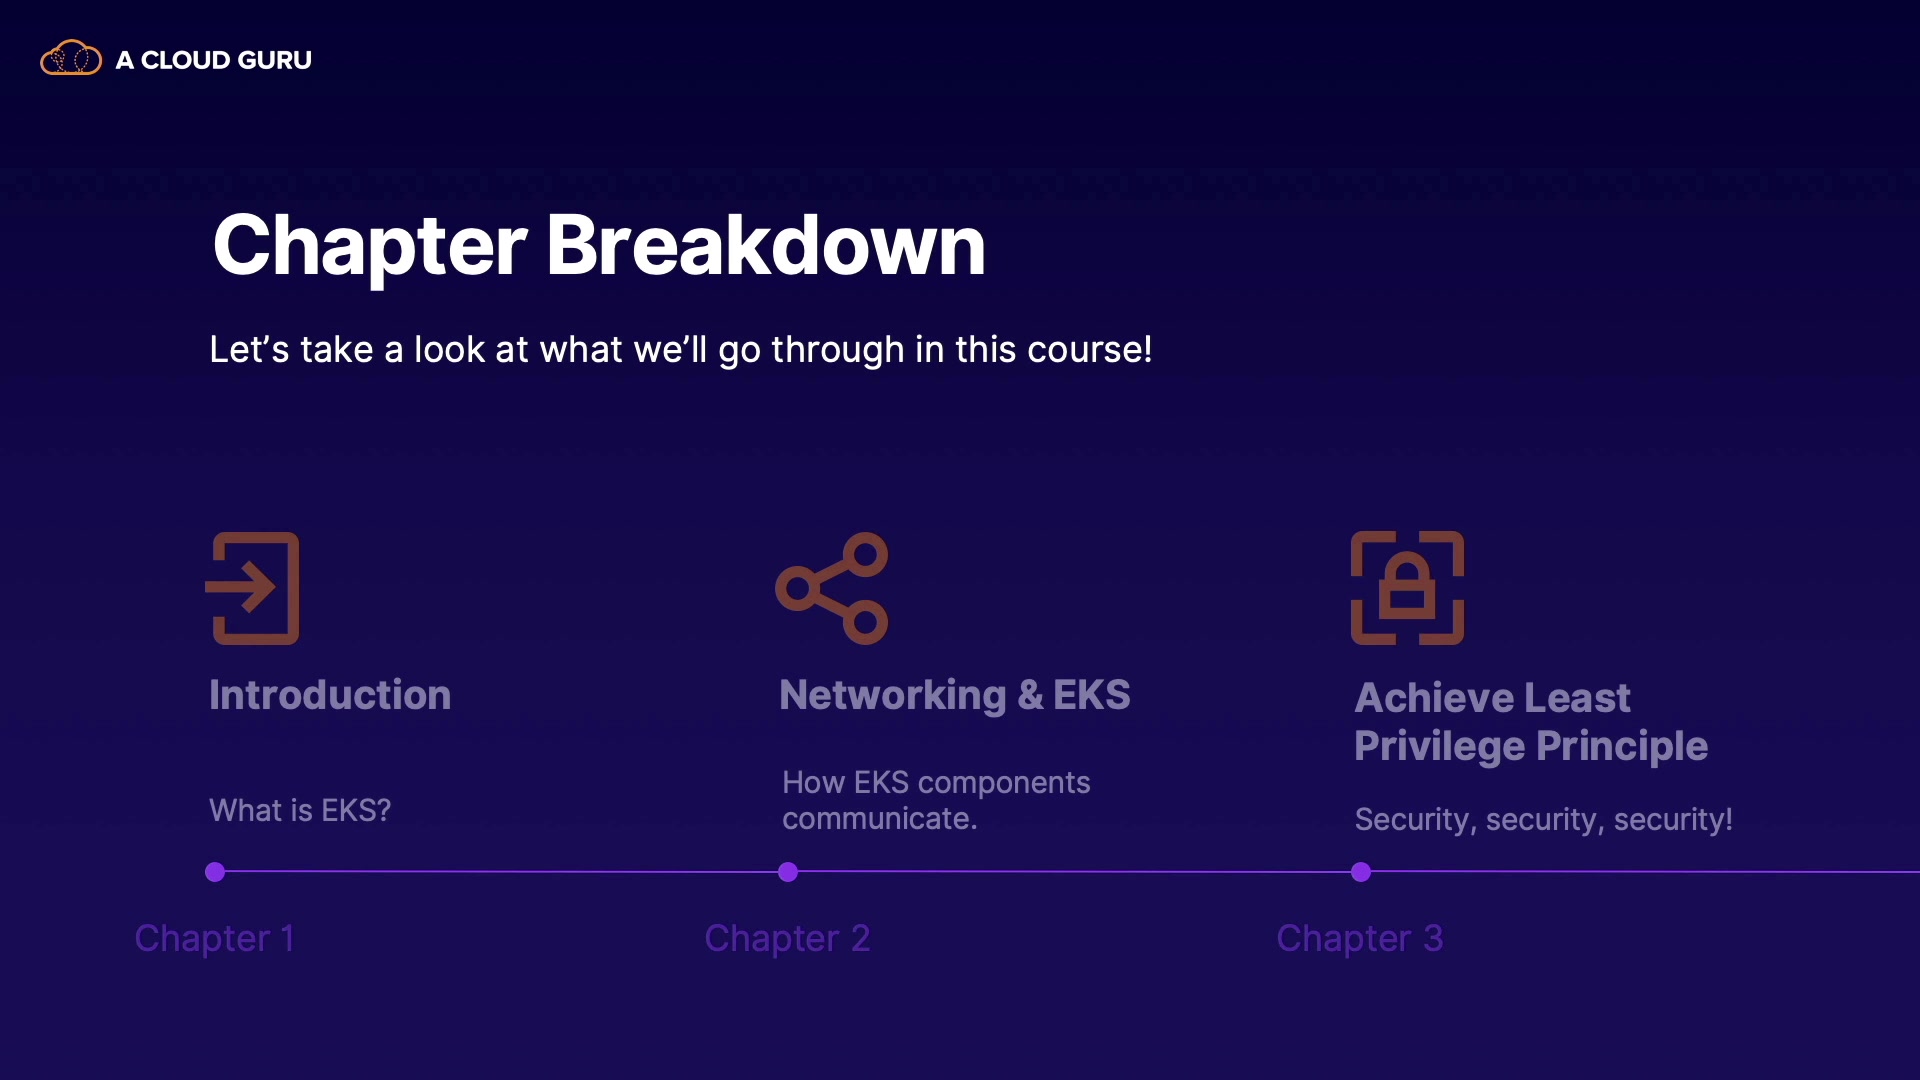 A CLOUD GURU
Chapter Breakdown
Let’s take a look at what we’ll go through in this course!
Introduction
What is EKS?
Chapter 1
Networking & EKS
How EKS components
communicate.
Chapter 2
Achieve Least
Privilege Principle
Security, security, security!
Chapter 3